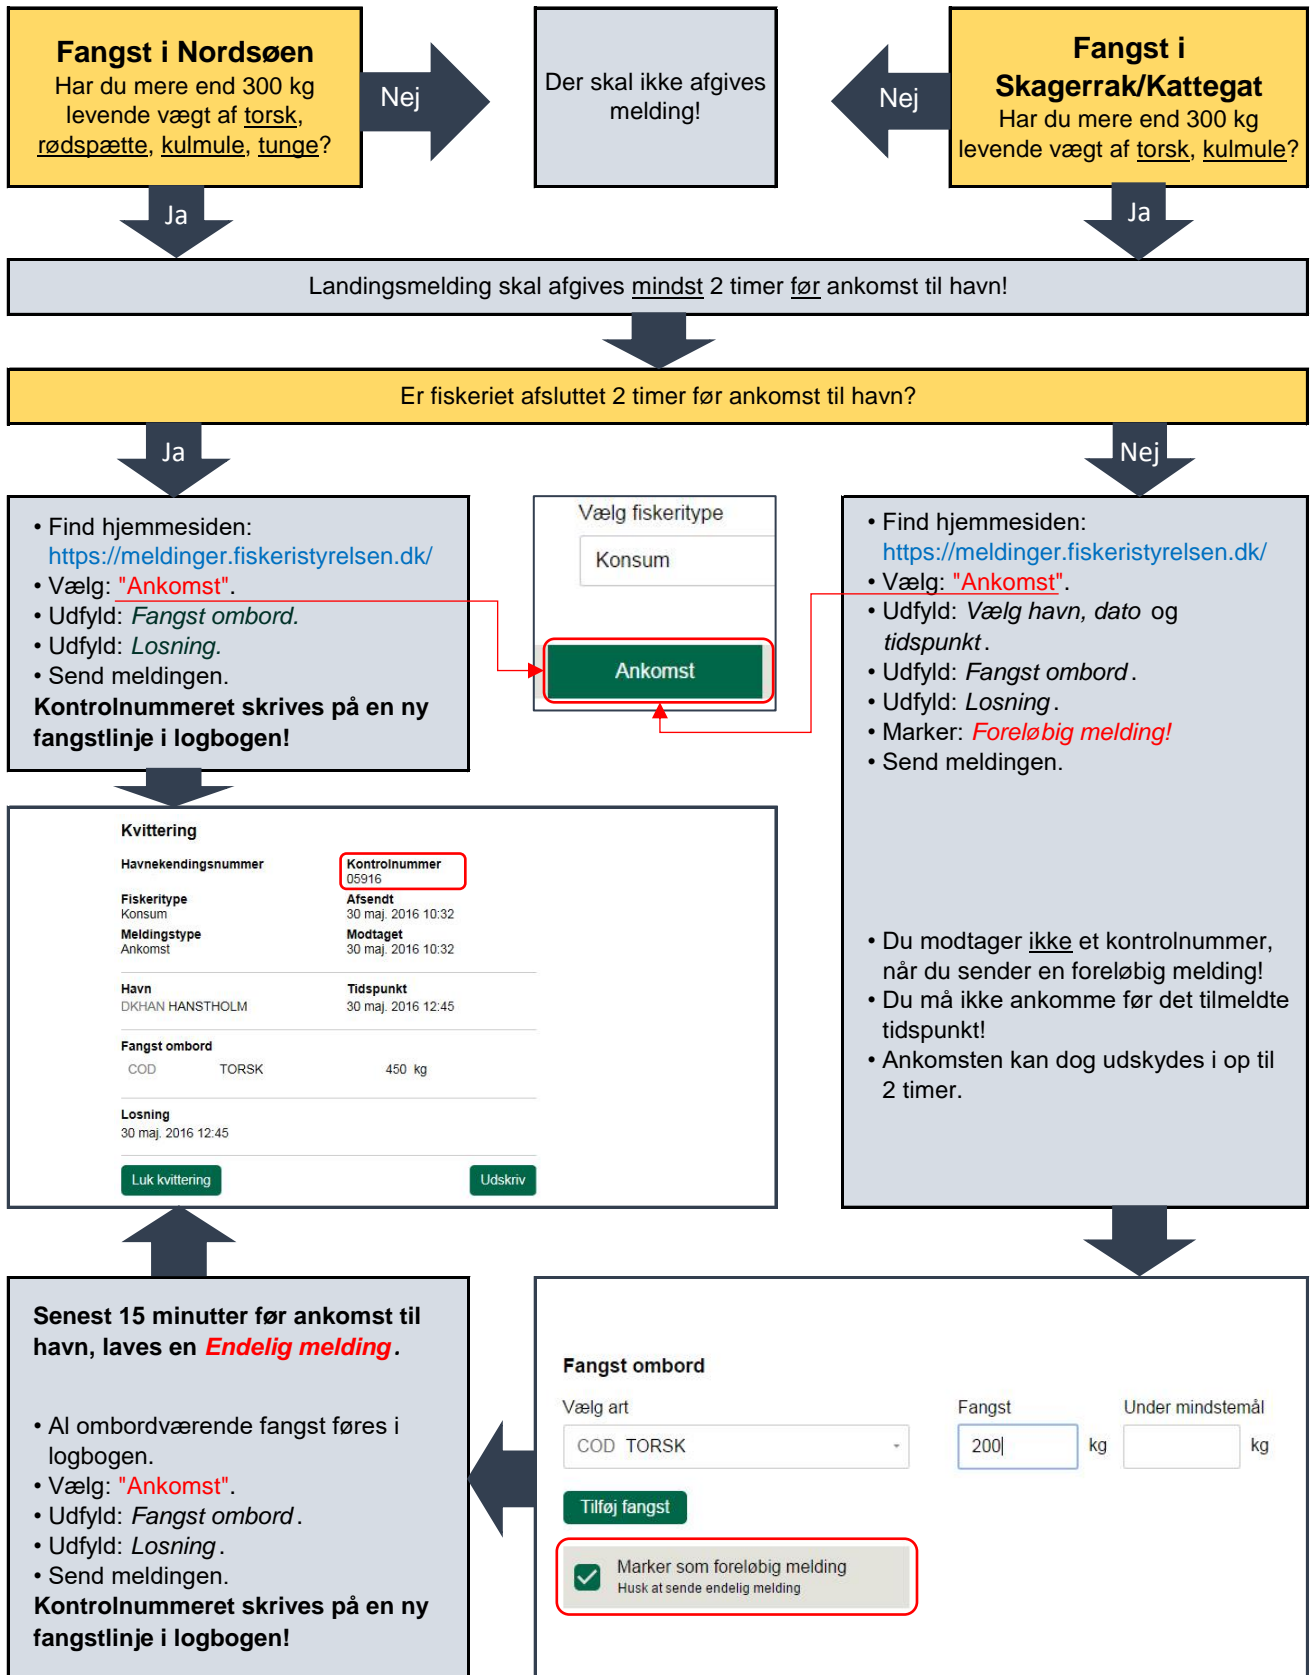 Fangst i Nordsøen
Har du mere end 300 kg
levende vægt af torsk,
rødspætte, kulmule, tunge?
Nej
Der skal ikke afgives
melding!
Nej
Fangst i
Skagerrak/Kattegat
Har du mere end 300 kg
levende vægt af torsk, kulmule?
Ja
Ja
Landingsmelding skal afgives mindst 2 timer før ankomst til havn!
Er fiskeriet afsluttet 2 timer før ankomst til havn?
Ja
Nej
• Find hjemmesiden:
https://meldinger.fiskeristyrelsen.dk/
• Vælg: "Ankomst".
• Udfyld: Fangst ombord.
• Udfyld: Losning.
• Send meldingen.
Kontrolnummeret skrives på en ny
fangstlinje i logbogen!
Vælg fiskeritype
Konsum
Ankomst
• Find hjemmesiden:
https://meldinger.fiskeristyrelsen.dk/
• Vælg: "Ankomst".
• Udfyld: Vælg havn, dato og
tidspunkt.
• Udfyld: Fangst ombord.
• Udfyld: Losning.
• Marker: Foreløbig melding!
• Send meldingen.
• Du modtager ikke et kontrolnummer,
når du sender en foreløbig melding!
• Du må ikke ankomme før det tilmeldte
tidspunkt!
• Ankomsten kan dog udskydes i op til
2 timer.
Kvittering
Havnekendingsnummer Kontrolnummer
05916
Fiskeritype Afsendt
Konsum 30 maj. 2016 10:32
Meldingstype Modtaget
Ankomst 30 maj. 2016 10:32
Havn Tidspunkt
DKHAN HANSTHOLM 30 maj. 2016 12:45
Fangst ombord
COD TORSK 450 kg
Losning
30 maj. 2016 12:45
Luk kvittering Udskriv
Senest 15 minutter før ankomst til
havn, laves en Endelig melding.
• Al ombordværende fangst føres i
logbogen.
• Vælg: "Ankomst".
• Udfyld: Fangst ombord.
• Udfyld: Losning.
• Send meldingen.
Kontrolnummeret skrives på en ny
fangstlinje i logbogen!
Fangst ombord
Vælg art Fangst Under mindstemål
COD TORSK 200 kg kg
Tilføj fangst
Marker som foreløbig melding
Husk at sende endelig melding